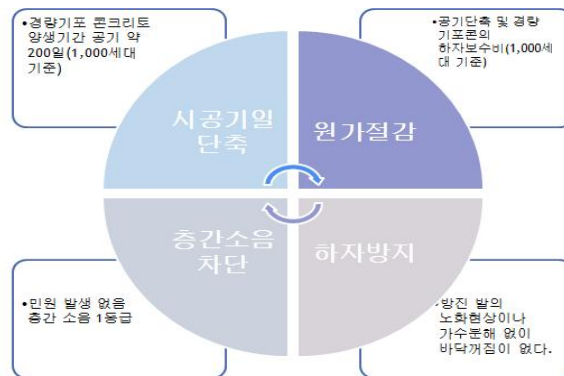 •경량기포 콘크리트
양생기간 공기 약
200일(1,000세대
기준)
•공기단축 및 경량
기포콘의
하자보수비(1,000세
대 기준)
시공기일
단축
원가절감
층간소음
차단
하자방지
•민원 발생 없음
층간 소음 1등급
•방진 발의
노화현상이나
가수분해 없이
바닥꺼짐이 없다.